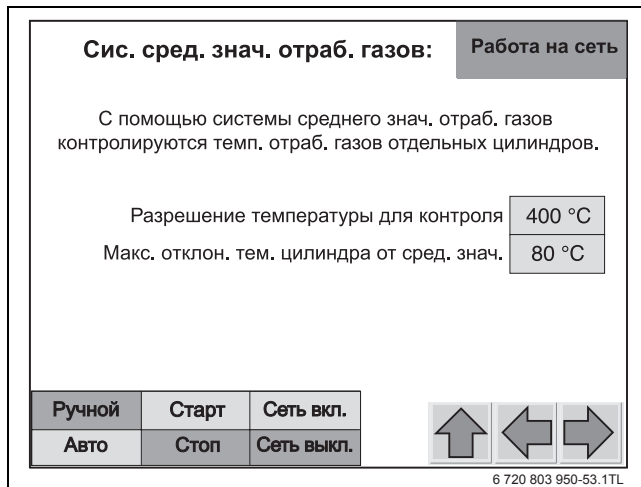 Сис. сред. знач. отраб. газов:
Работа на сеть
С помощью системы среднего знач. отраб. газов
контролируются темп. отраб. газов отдельных цилиндров.
Разрешение температуры для контроля 400 °C
Макс. отклон. тем. цилиндра от сред. знач. 80 °C
Ручной Старт Сеть вкл.
Авто Стоп Сеть выкл.
6 720 803 950-53.1TL